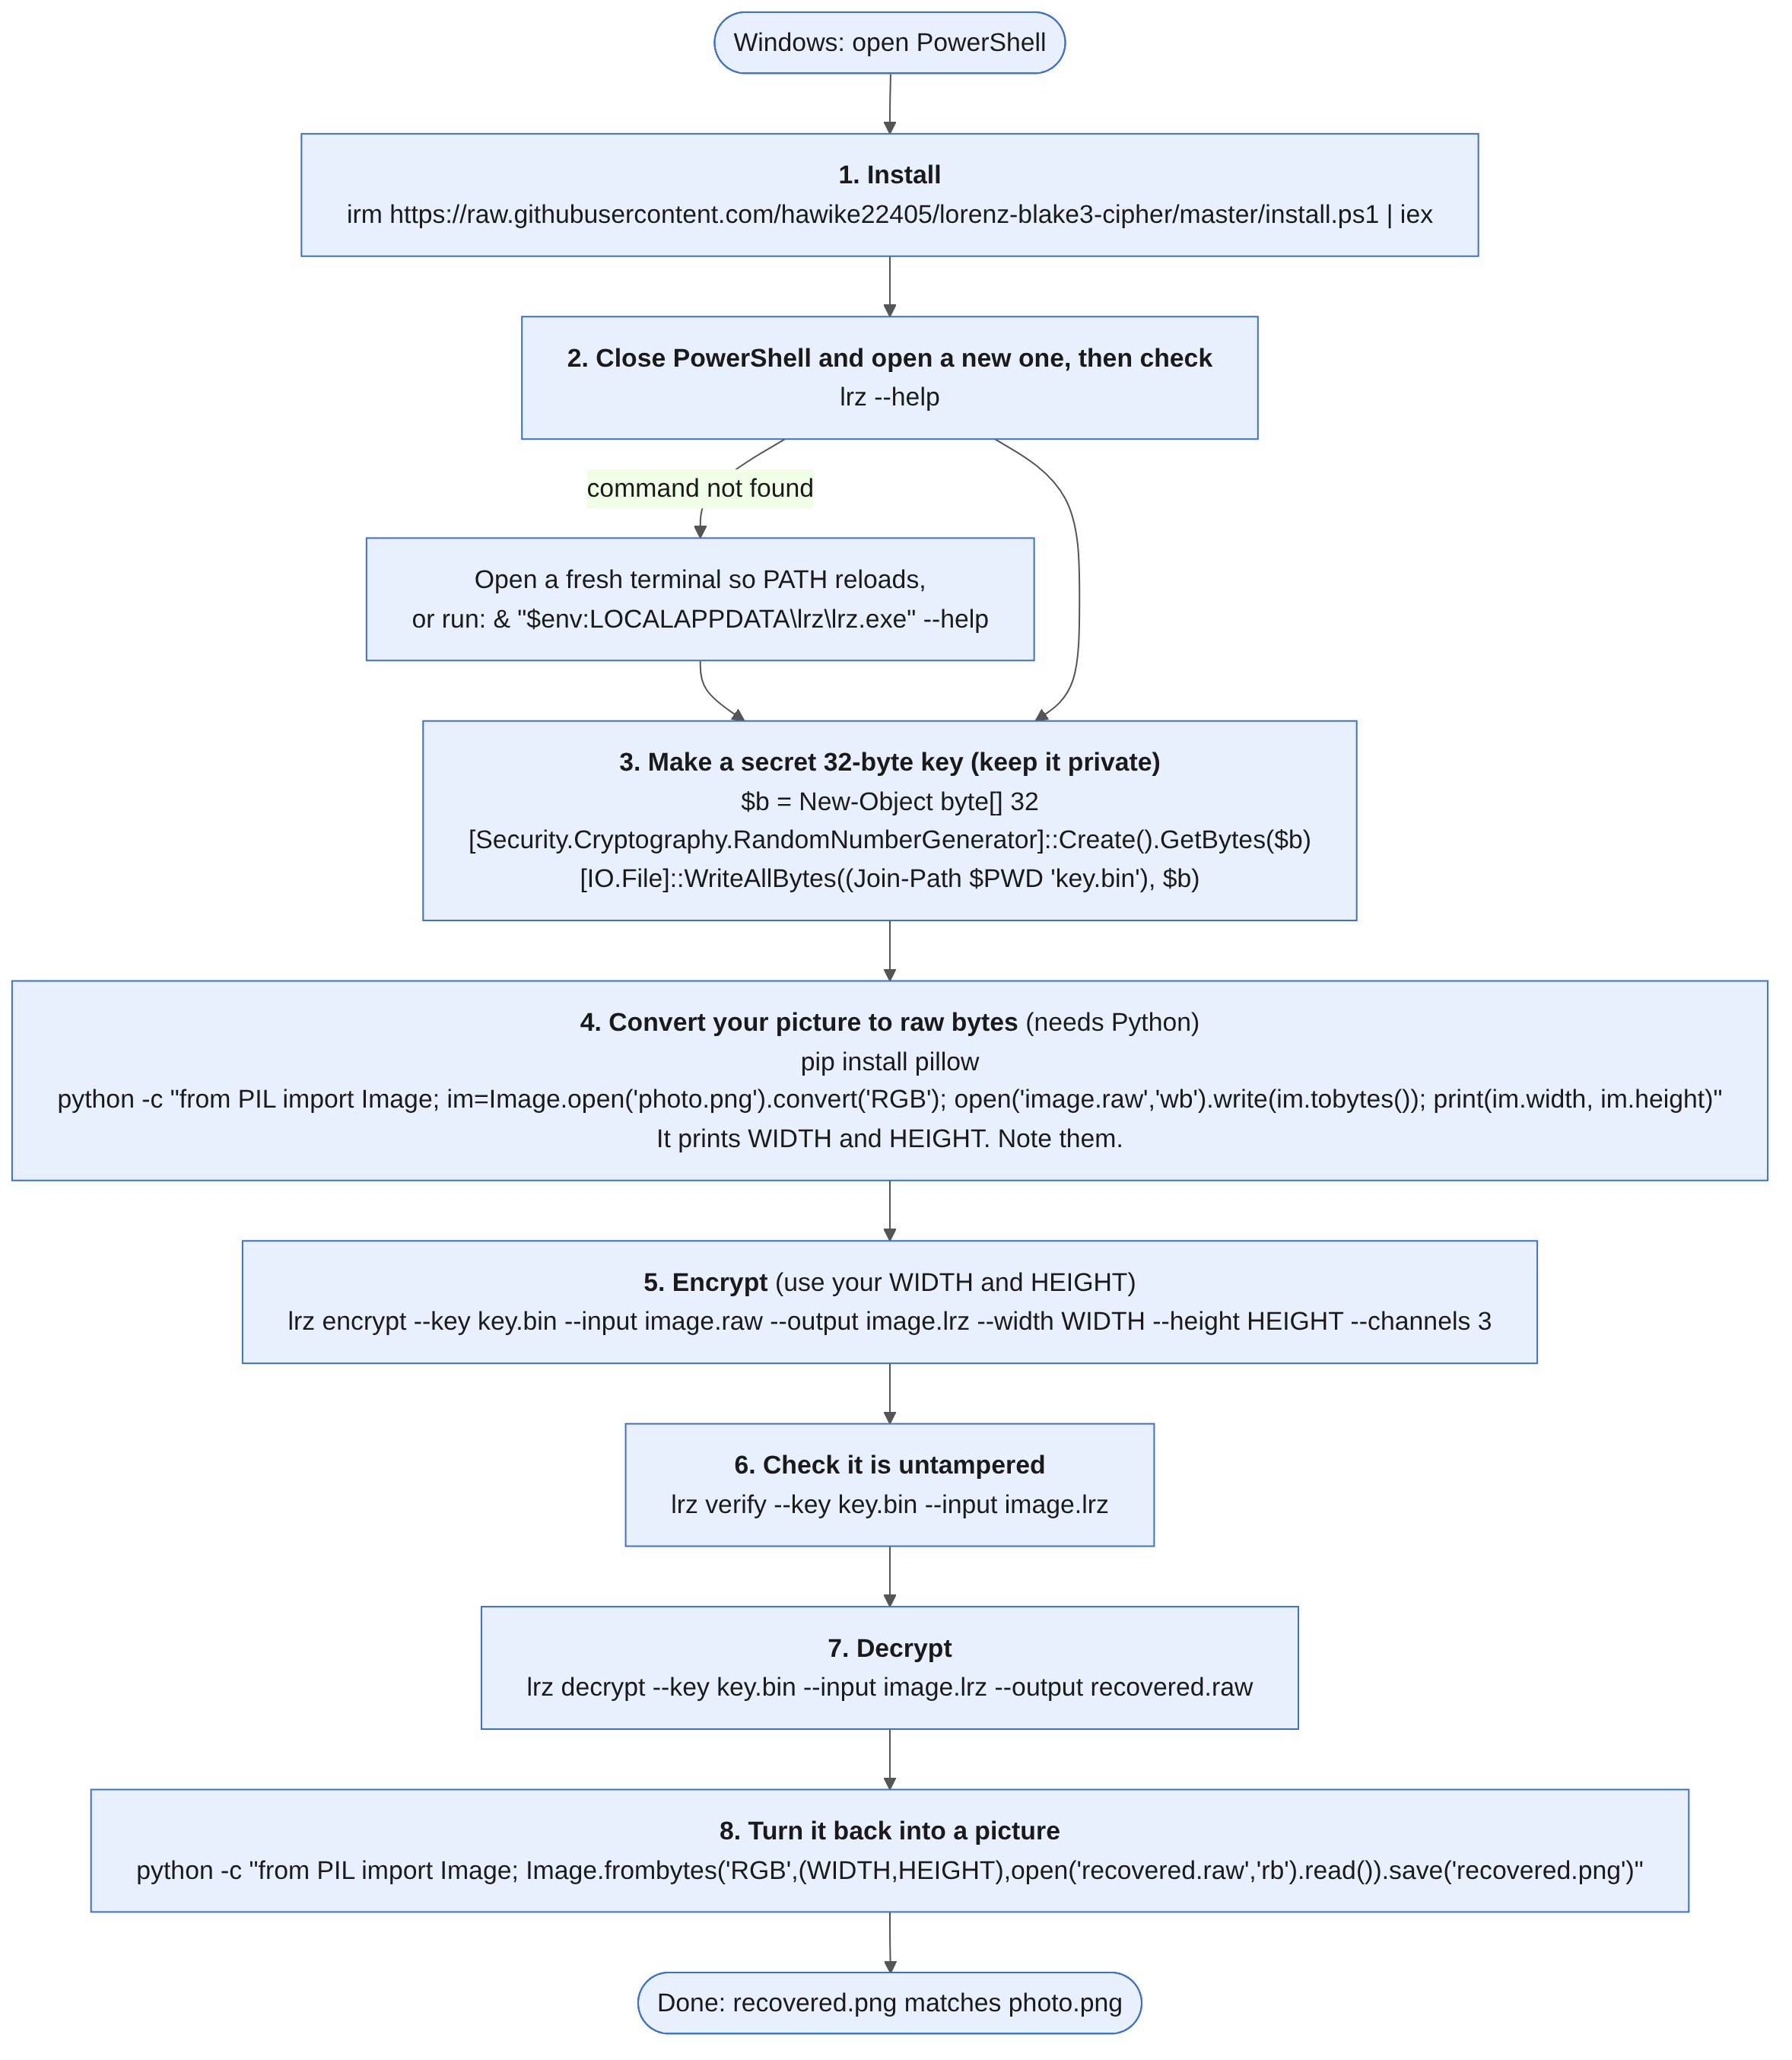 Windows: open PowerShell
1. Install
irm https://raw.githubusercontent.com/hawike22405/lorenz-blake3-cipher/master/install.ps1 | iex
2. Close PowerShell and open a new one, then check
lrz --help
command not found
Open a fresh terminal so PATH reloads,
or run: & "$env:LOCALAPPDATA\lrz\lrz.exe" --help
3. Make a secret 32-byte key (keep it private)
$b = New-Object byte[] 32
[Security.Cryptography.RandomNumberGenerator]::Create().GetBytes($b)
[IO.File]::WriteAllBytes((Join-Path $PWD 'key.bin'), $b)
4. Convert your picture to raw bytes (needs Python)
pip install pillow
python -c "from PIL import Image; im=Image.open('photo.png').convert('RGB'); open('image.raw','wb').write(im.tobytes()); print(im.width, im.height)"
It prints WIDTH and HEIGHT. Note them.
5. Encrypt (use your WIDTH and HEIGHT)
lrz encrypt --key key.bin --input image.raw --output image.lrz --width WIDTH --height HEIGHT --channels 3
6. Check it is untampered
lrz verify --key key.bin --input image.lrz
7. Decrypt
lrz decrypt --key key.bin --input image.lrz --output recovered.raw
8. Turn it back into a picture
python -c "from PIL import Image; Image.frombytes('RGB',(WIDTH,HEIGHT),open('recovered.raw','rb').read()).save('recovered.png')"
Done: recovered.png matches photo.png